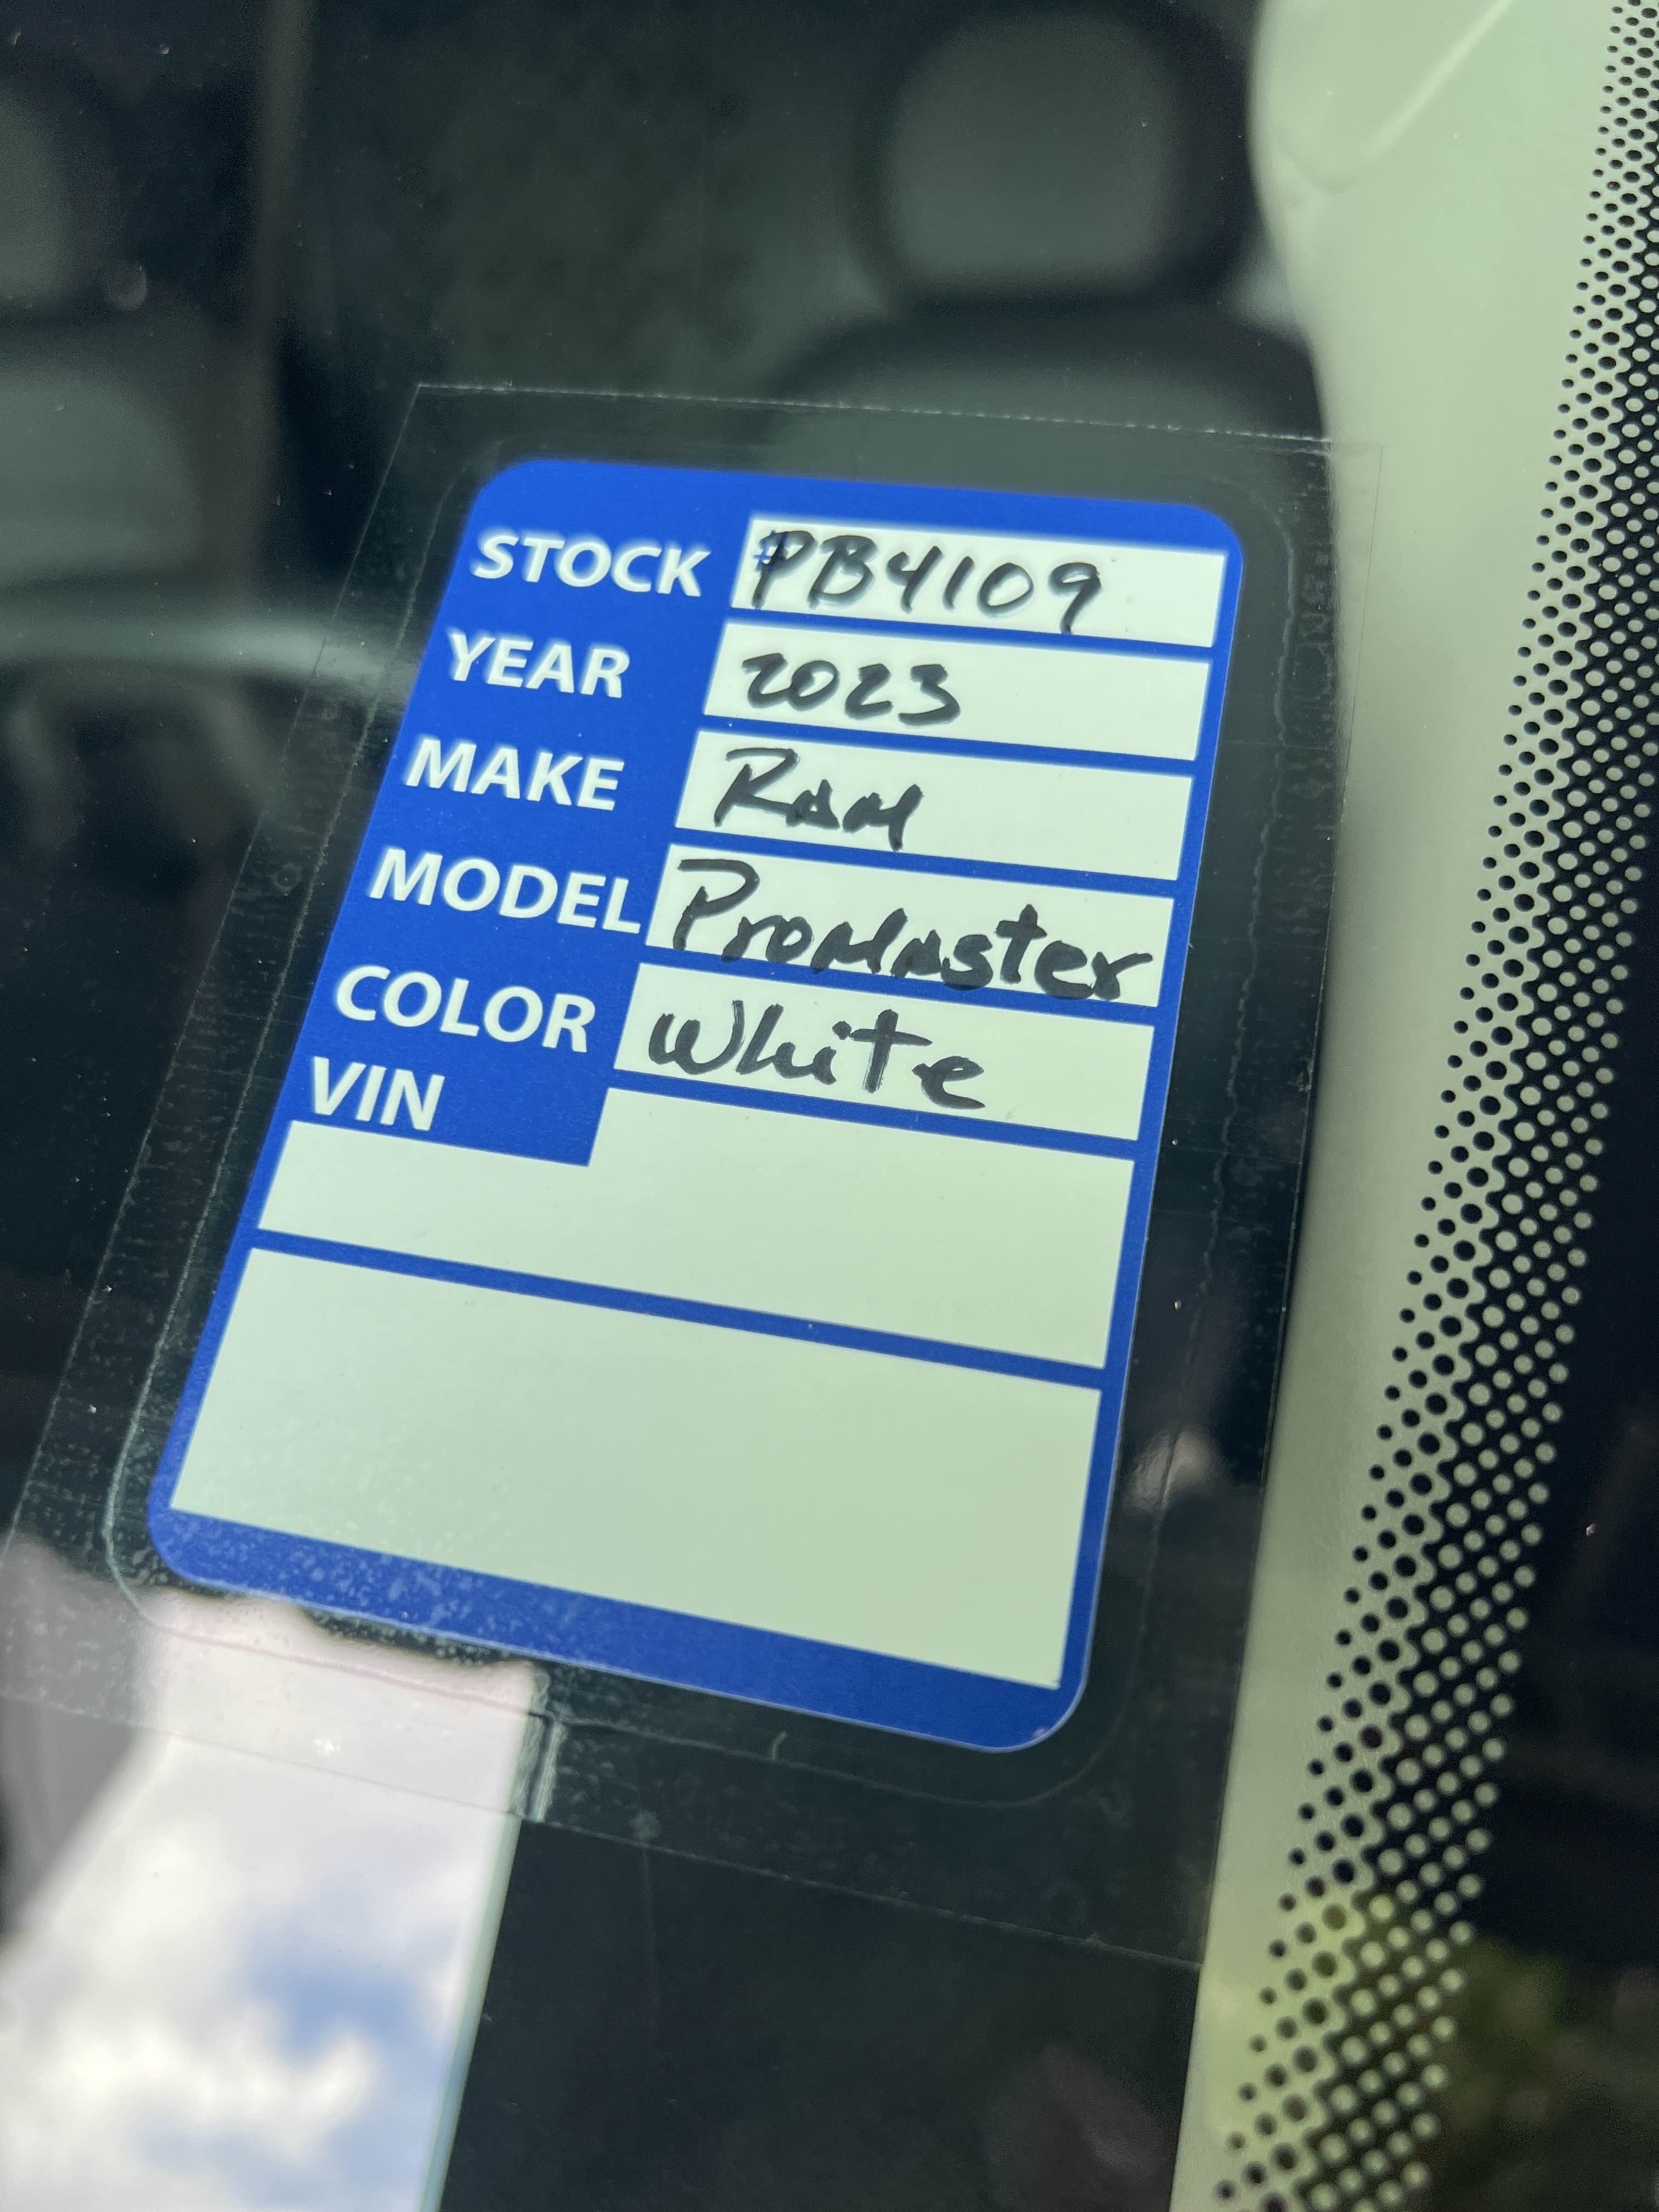 STOCK #PB4109
YEAR 2023
MAKE Ram
MODEL ProMaster
COLOR White
VIN